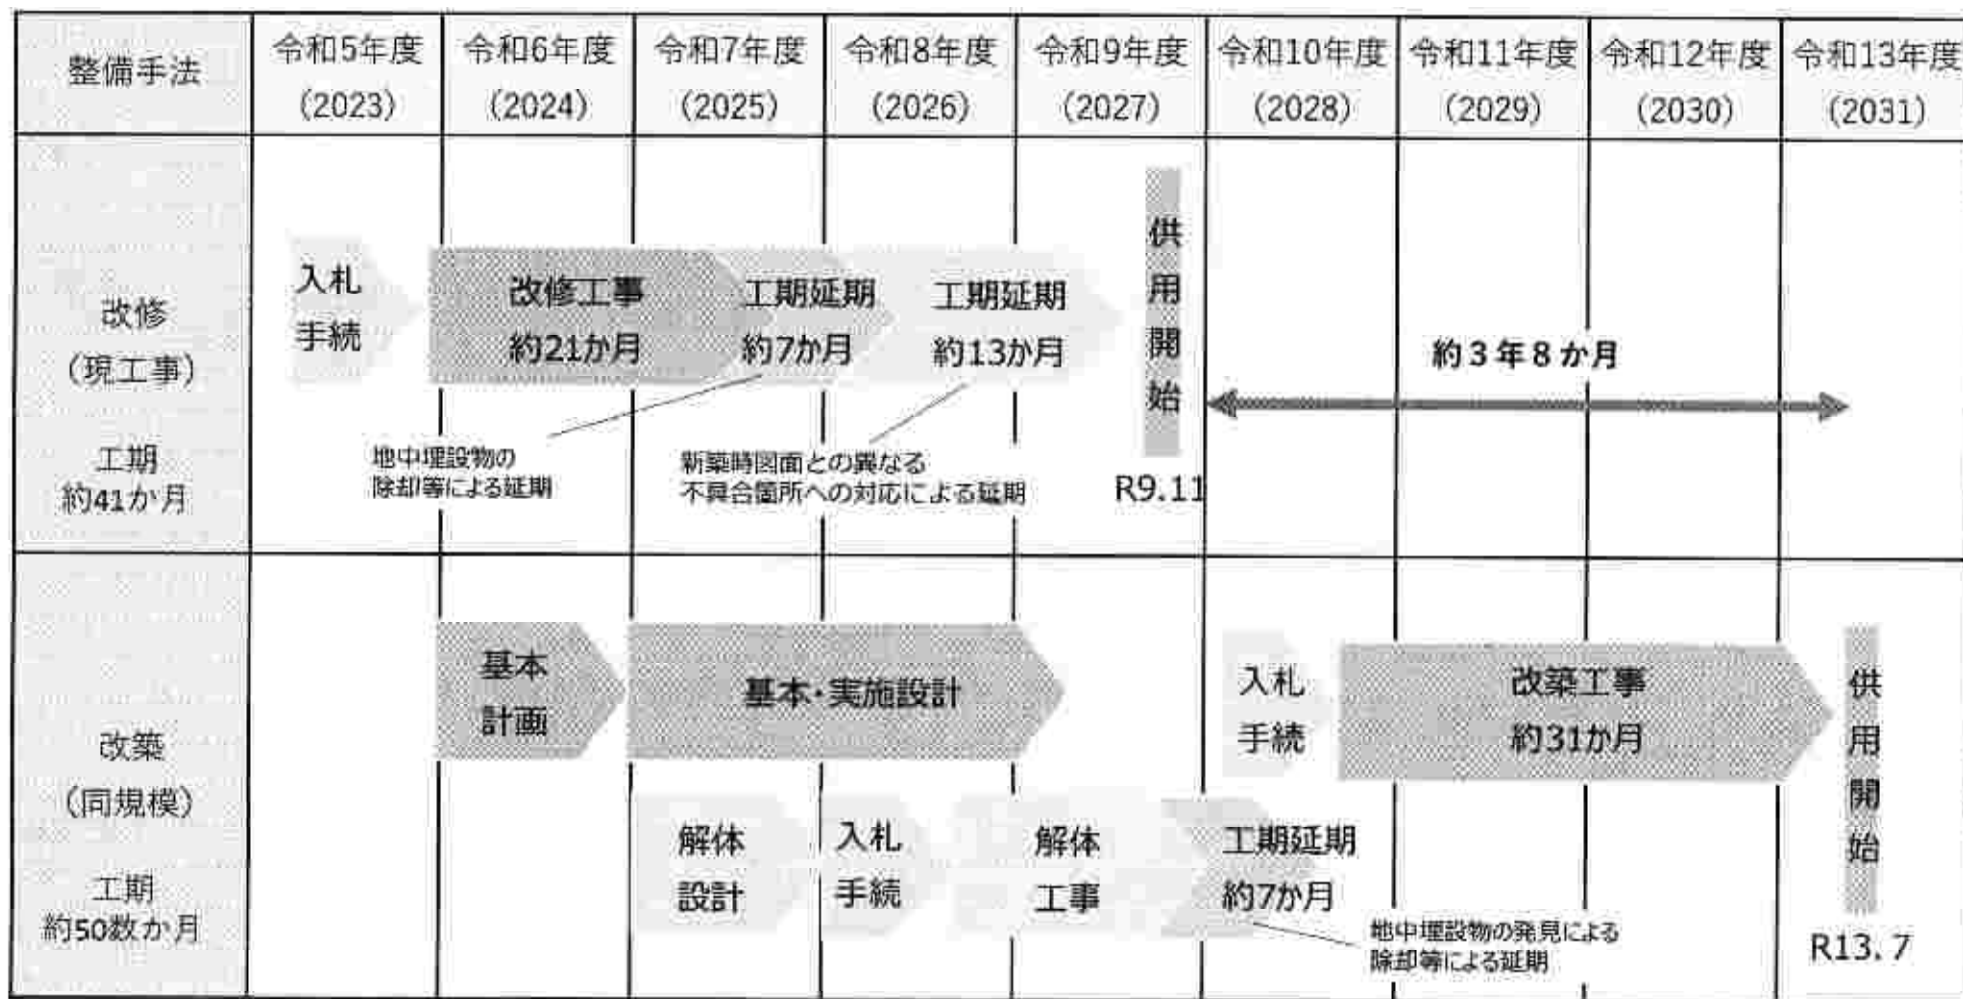 整備手法
令和5年度
(2023)
令和6年度
(2024)
令和7年度
(2025)
令和8年度
(2026)
令和9年度
(2027)
令和10年度
(2028)
令和11年度
(2029)
令和12年度
(2030)
令和13年度
(2031)
改修
(現工事)
工期
約41か月
入札
手続
改修工事
約21か月
工期延期
約7か月
工期延期
約13か月
供用開始
約3年8か月
地中埋設物の
除却等による延期
新築時図面との異なる
不具合箇所への対応による延期
R9.11
改築
(同規模)
工期
約50数か月
基本
計画
基本・実施設計
入札
手続
改築工事
約31か月
供用開始
解体
設計
入札
手続
解体
工事
工期延期
約7か月
地中埋設物の発見による
除却等による延期
R13.7